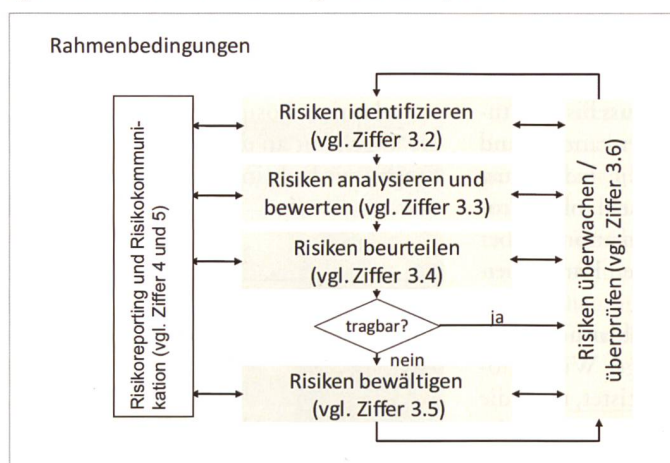 Rahmenbedingungen
Risikoreporting und Risikokommuni-
kation (vgl. Ziffer 4 und 5)
Risiken identifizieren
(vgl. Ziffer 3.2)
Risiken analysieren und
bewerten (vgl. Ziffer 3.3)
Risiken beurteilen
(vgl. Ziffer 3.4)
tragbar?
ja
nein
Risiken bewältigen
(vgl. Ziffer 3.5)
Risiken überwachen /
überprüfen (vgl. Ziffer 3.6)